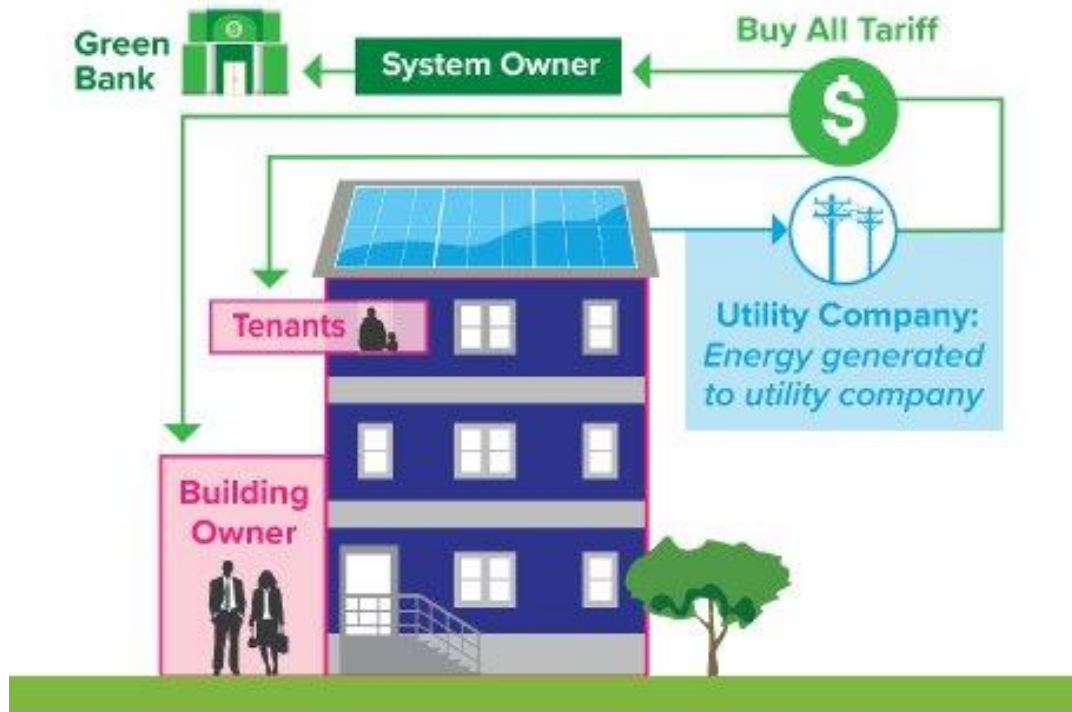 Green
Bank
$
System Owner
Buy All Tariff
$
Tenants
Utility Company:
Energy generated
to utility company
Building
Owner